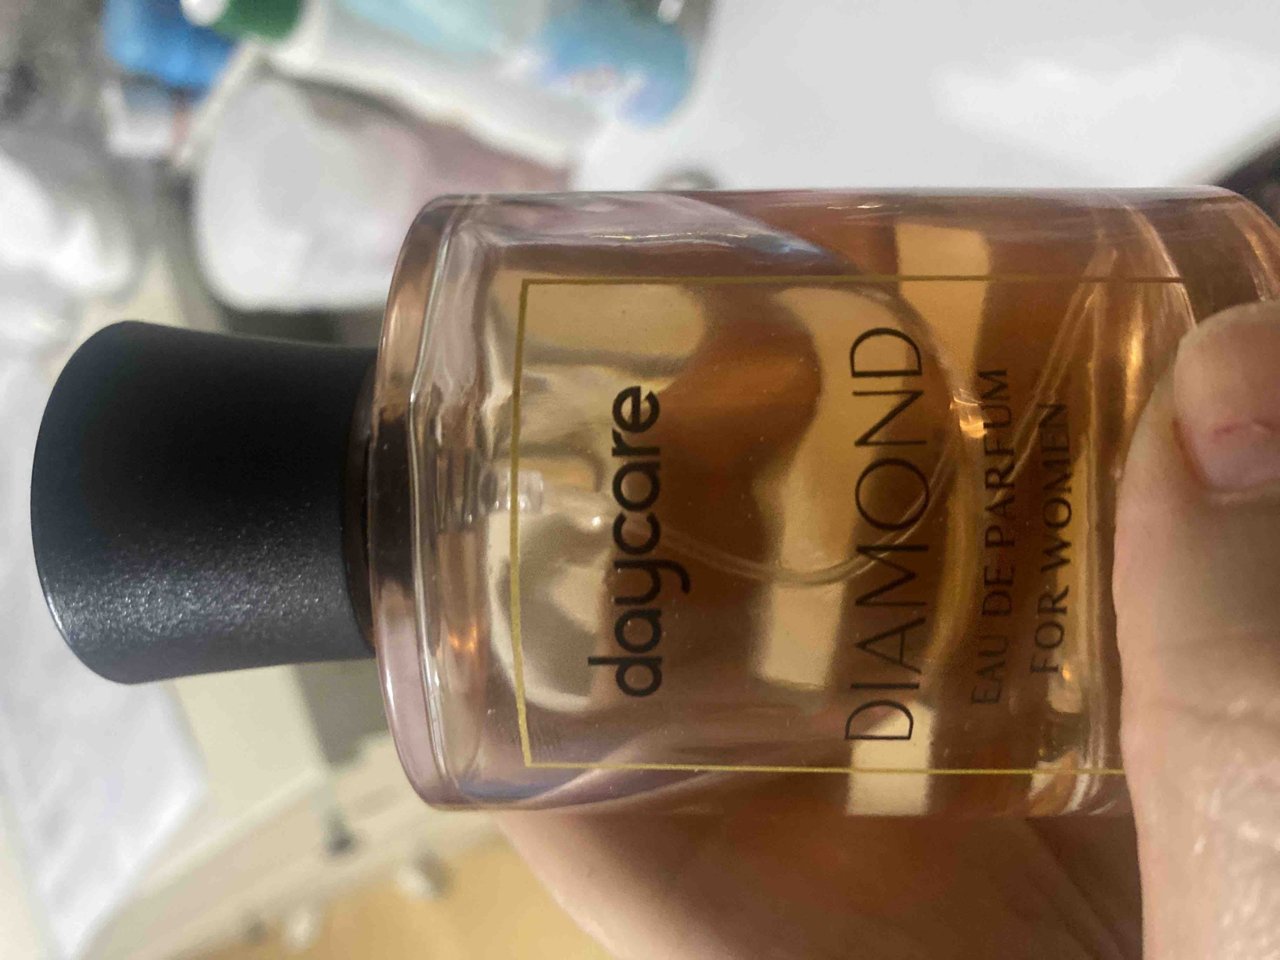 daycare
DIAMOND
EAU DE PARFUM
FOR WOMEN